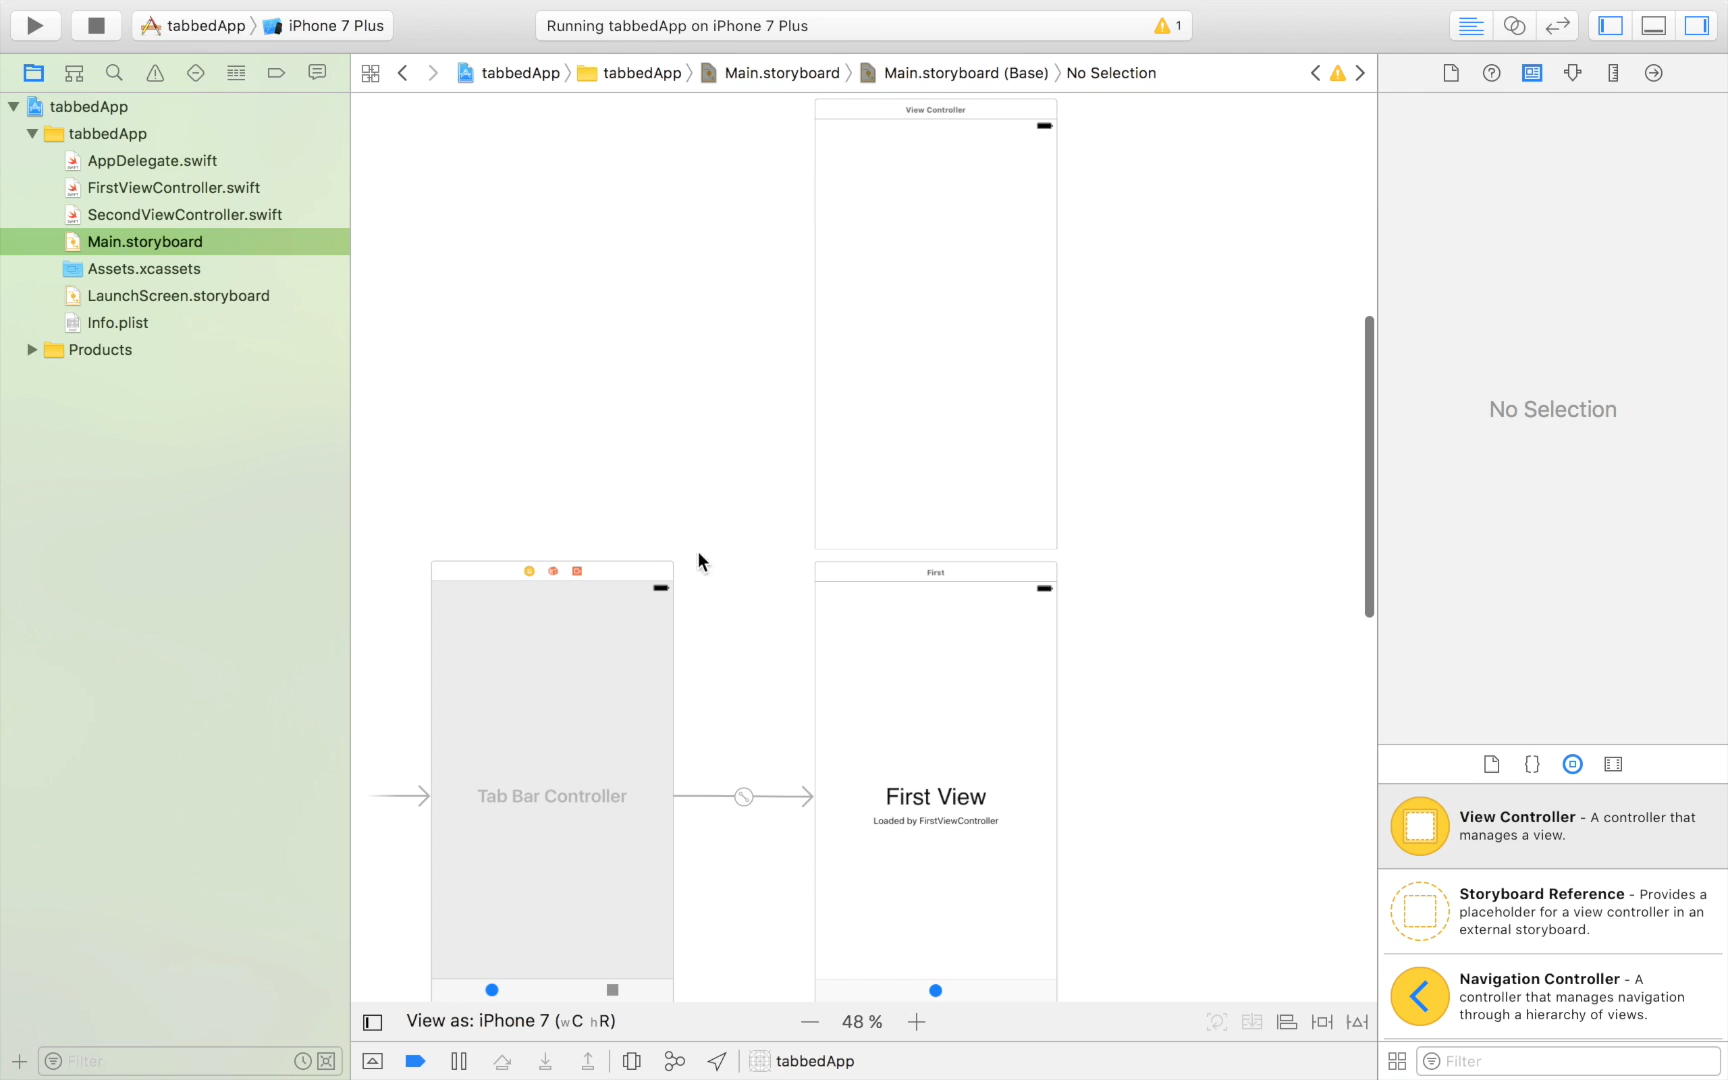 tabbedApp iPhone 7 Plus
Running tabbedApp on iPhone 7 Plus
1
tabbedApp tabbedApp Main.storyboard Main.storyboard (Base) No Selection
tabbedApp
tabbedApp
AppDelegate.swift
FirstViewController.swift
SecondViewController.swift
Main.storyboard
Assets.xcassets
LaunchScreen.storyboard
Info.plist
Products
View Controller
Tab Bar Controller
First
First View
Loaded by FirstViewController
No Selection
View Controller - A controller that
manages a view.
Storyboard Reference - Provides a
placeholder for a view controller in an
external storyboard.
Navigation Controller - A
controller that manages navigation
through a hierarchy of views.
View as: iPhone 7 (wC hR)
48 %
Filter
tabbedApp
Filter